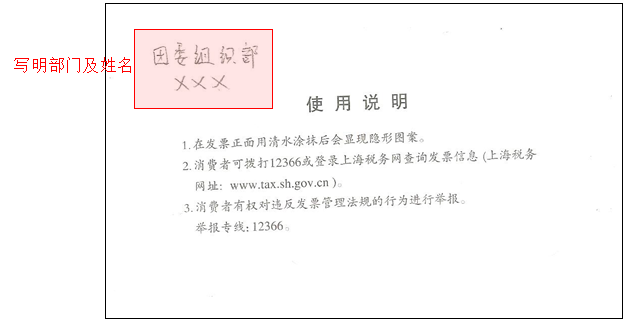 写明部门及姓名
团委组织部
XXX
使用说明
1.在发票正面用清水涂抹后会显现隐形图案。
2.消费者可拨打12366或登录上海税务网查询发票信息 (上海税务
网址: www.tax.sh.gov.cn )。
3.消费者有权对违反发票管理法规的行为进行举报。
举报专线:12366。